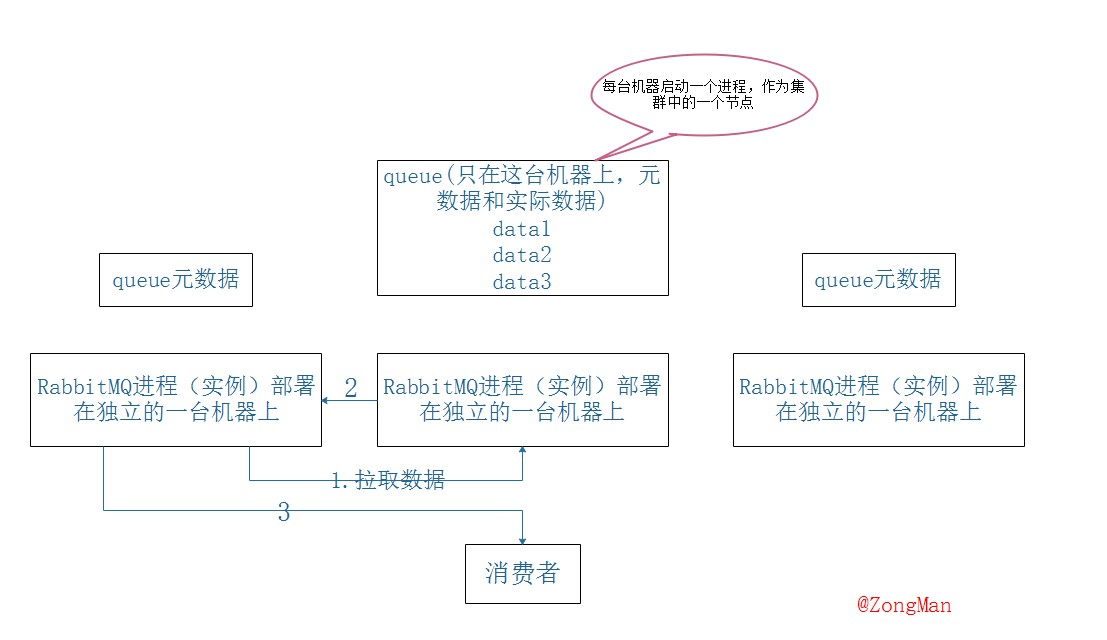 每台机器启动一个进程，作为集
群中的一个节点
queue(只在这台机器上，元
数据和实际数据)
data1
data2
data3
queue元数据
queue元数据
RabbitMQ进程（实例）部署
在独立的一台机器上
2
RabbitMQ进程（实例）部署
在独立的一台机器上
RabbitMQ进程（实例）部署
在独立的一台机器上
1.拉取数据
3
消费者
@ZongMan